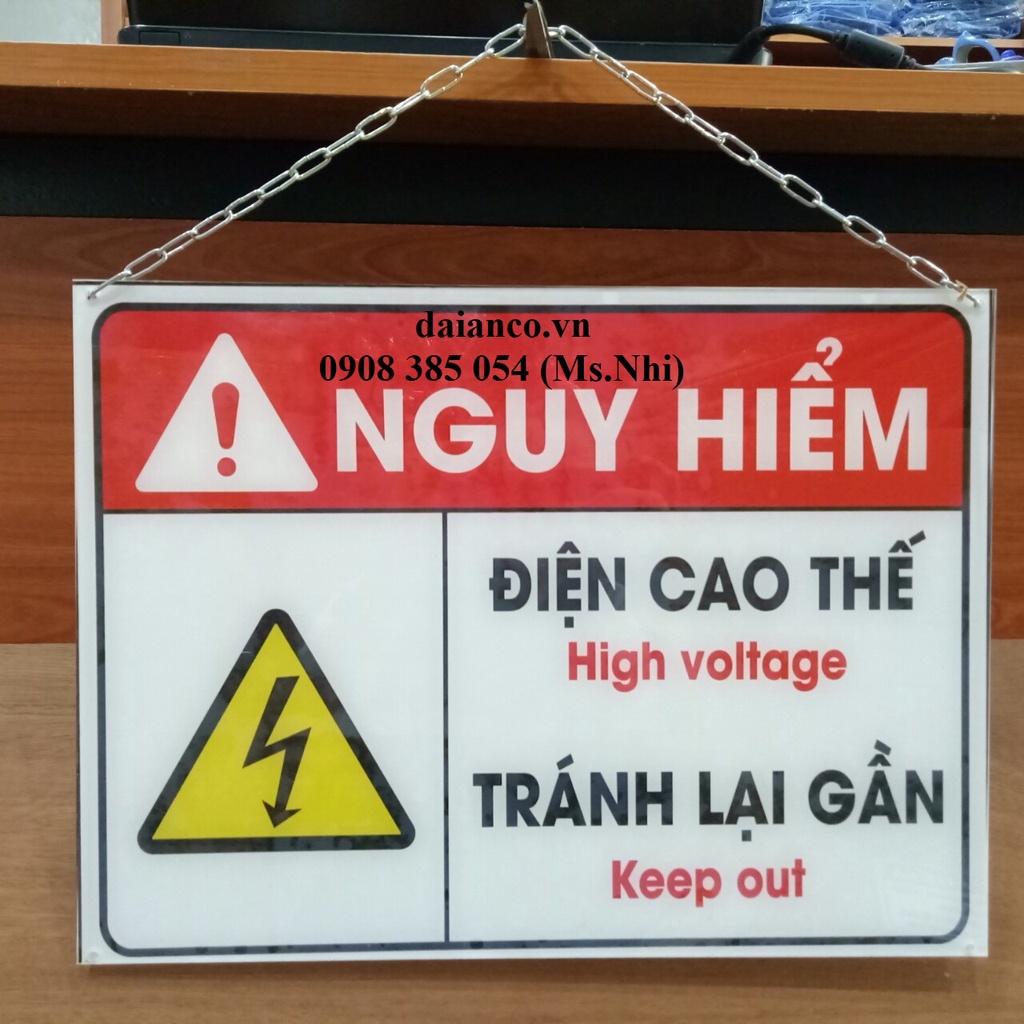 daianco.vn
0908 385 054 (Ms.Nhi)
! NGUY HIỂM
ĐIỆN CAO THẾ
High voltage
TRÁNH LẠI GẦN
Keep out